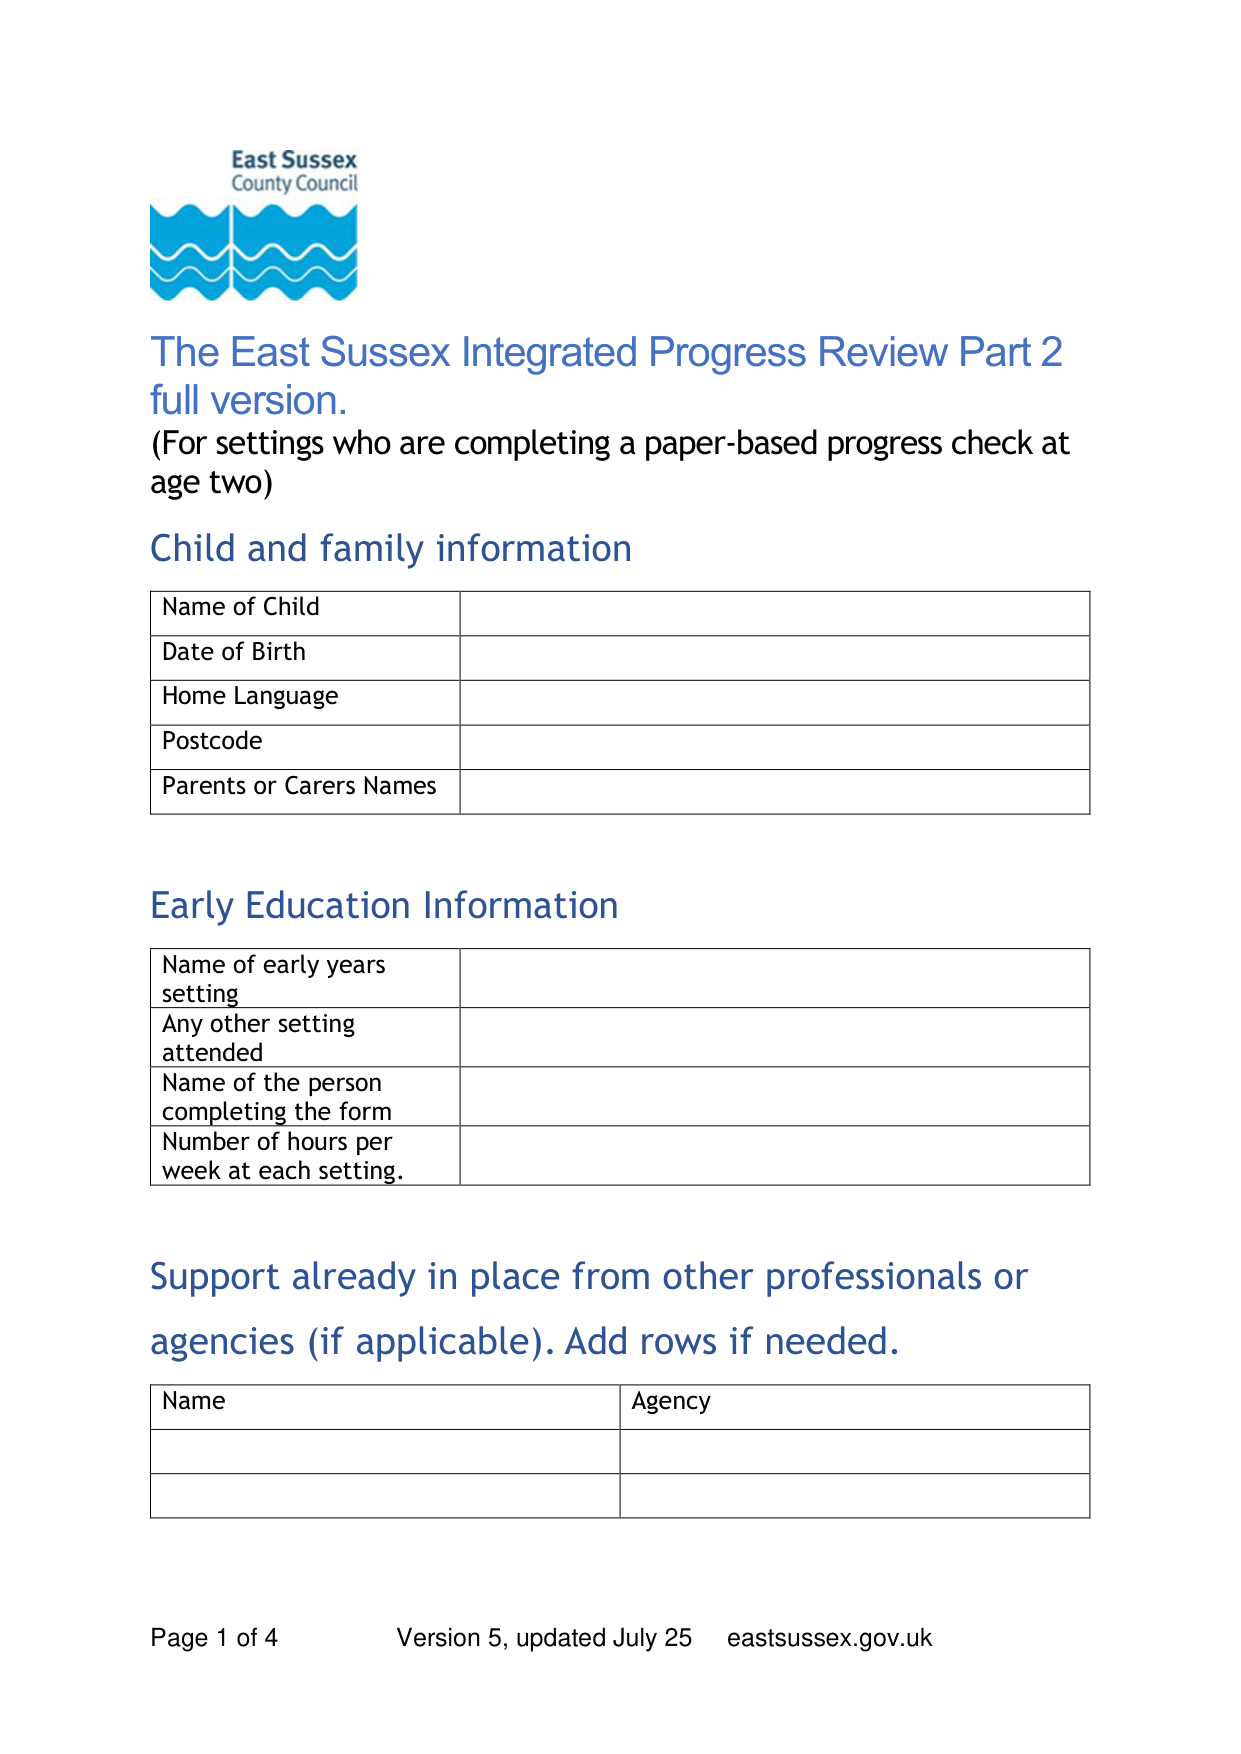 East Sussex
County Council
The East Sussex Integrated Progress Review Part 2
full version.
(For settings who are completing a paper-based progress check at
age two)
Child and family information
Name of Child
Date of Birth
Home Language
Postcode
Parents or Carers Names
Early Education Information
Name of early years
setting
Any other setting
attended
Name of the person
completing the form
Number of hours per
week at each setting.
Support already in place from other professionals or
agencies (if applicable). Add rows if needed.
Name Agency
Page 1 of 4 Version 5, updated July 25 eastsussex.gov.uk